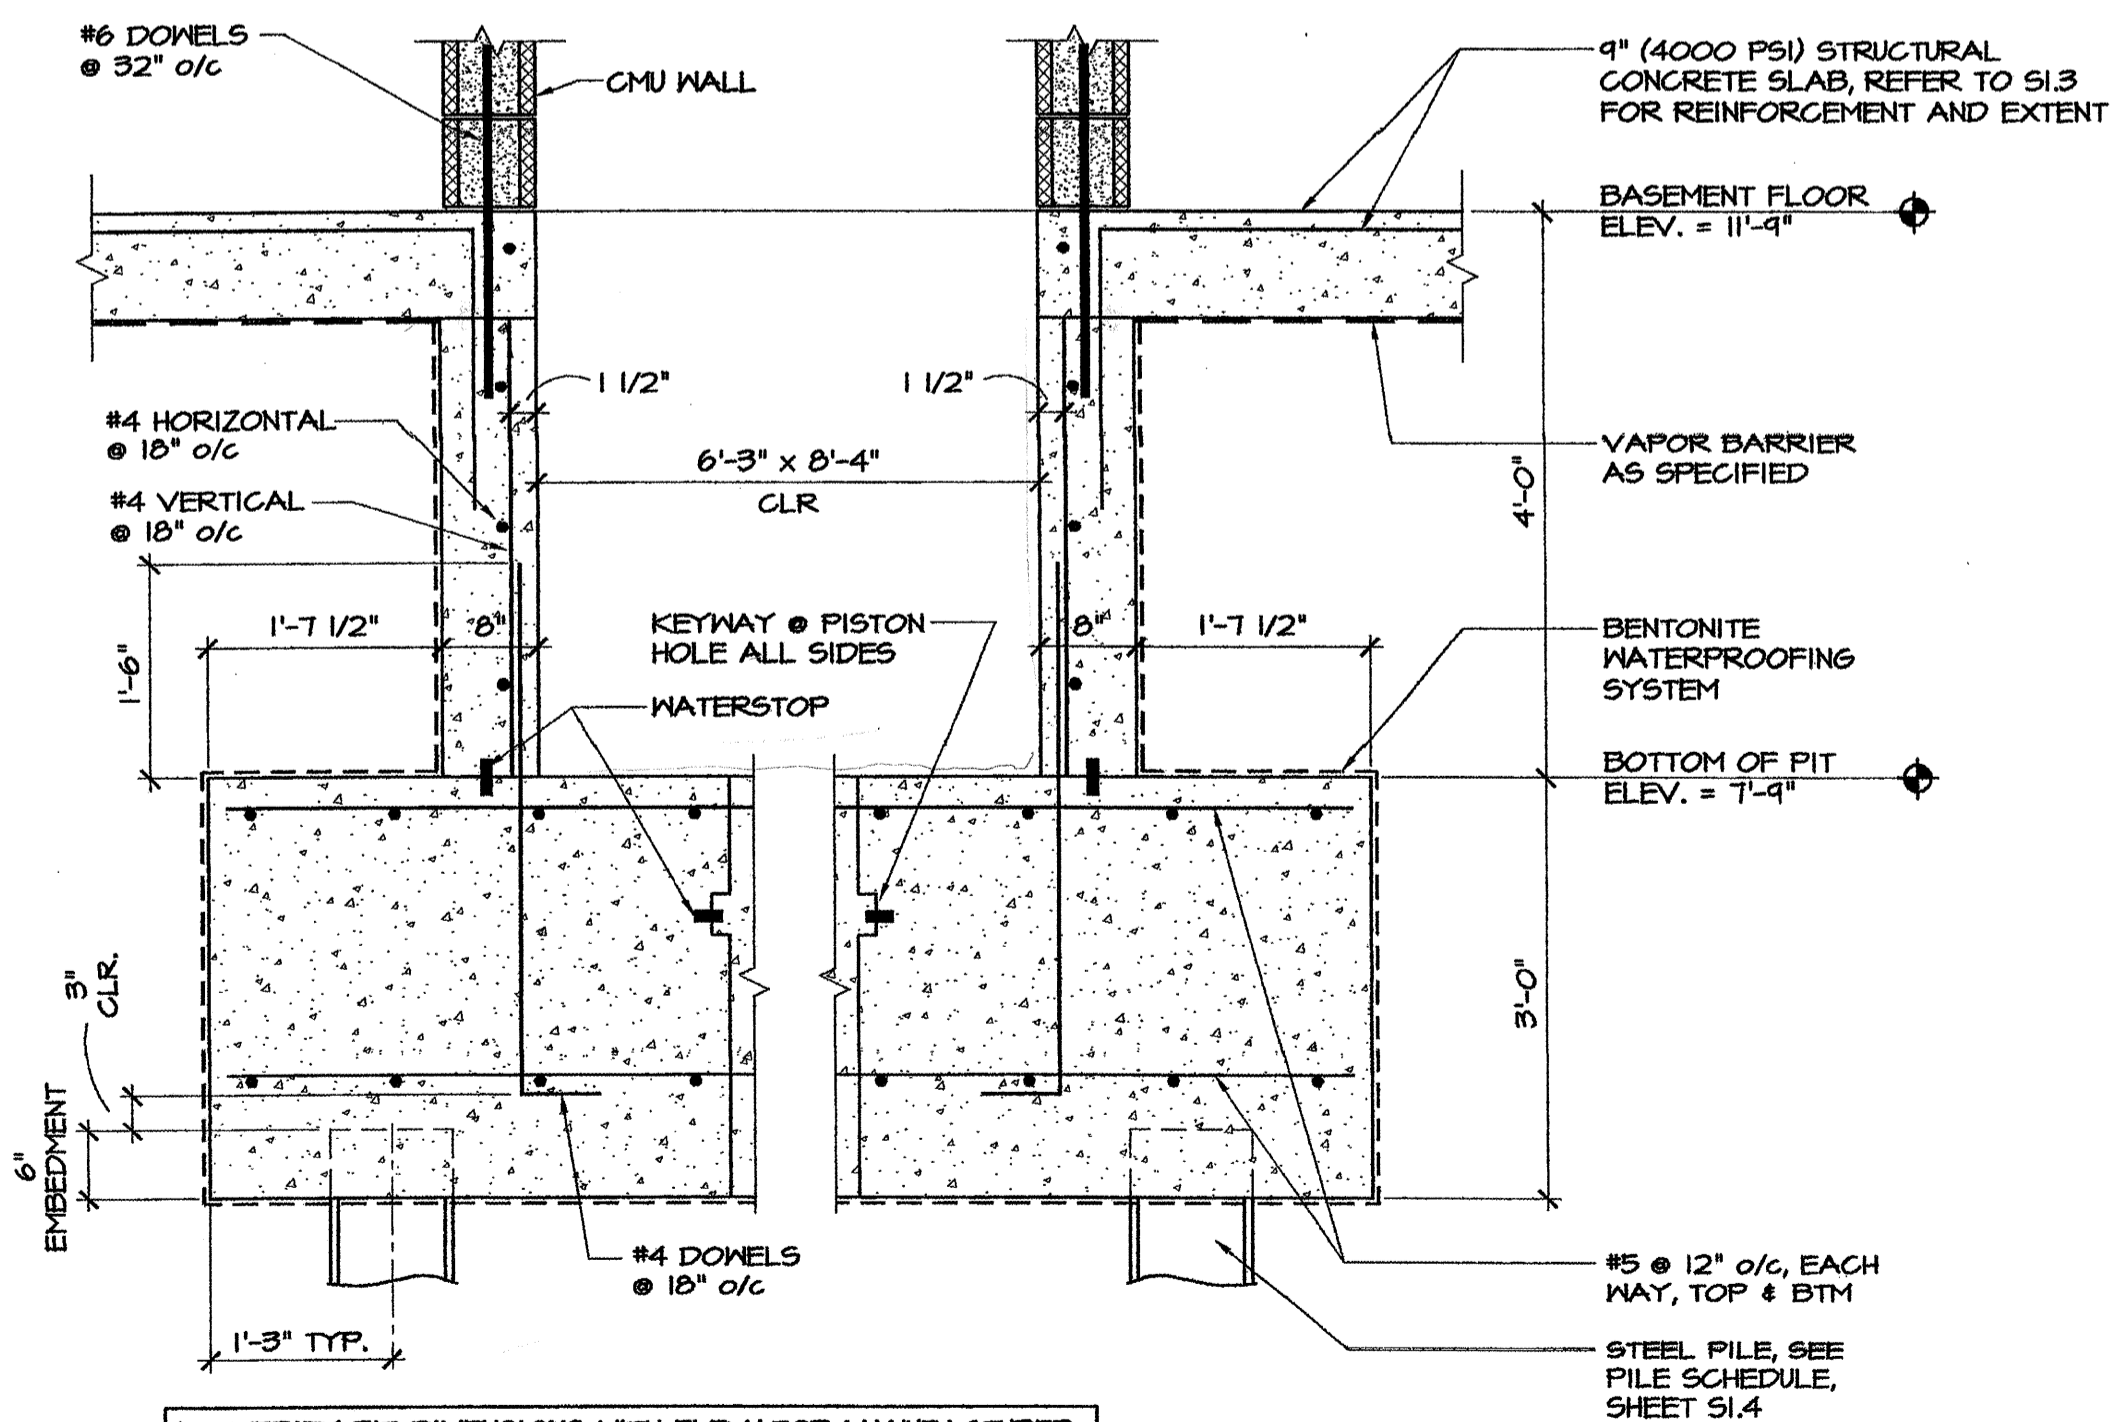 #6 DOWELS
@ 32" o/c
CMU WALL
9" (4000 PSI) STRUCTURAL
CONCRETE SLAB, REFER TO S1.3
FOR REINFORCEMENT AND EXTENT
BASEMENT FLOOR
ELEV. = 11'-9"
1 1/2"
1 1/2"
#4 HORIZONTAL
@ 18" o/c
6'-3" x 8'-4"
CLR
VAPOR BARRIER
AS SPECIFIED
4'-0"
#4 VERTICAL
@ 18" o/c
1'-6"
1'-7 1/2"
8"
KEYWAY @ PISTON
HOLE ALL SIDES
8"
1'-7 1/2"
BENTONITE
WATERPROOFING
SYSTEM
WATERSTOP
BOTTOM OF PIT
ELEV. = 7'-9"
3"
CLR.
3'-0"
6"
EMBEDMENT
#4 DOWELS
@ 18" o/c
#5 @ 12" o/c, EACH
WAY, TOP & BTM
1'-3" TYP.
STEEL PILE, SEE
PILE SCHEDULE,
SHEET S1.4